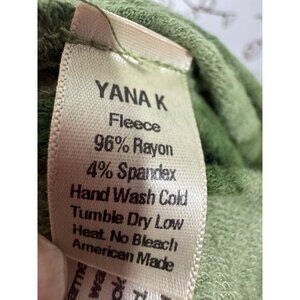 YANA K
Fleece
96% Rayon
4% Spandex
Hand Wash Cold
Tumble Dry Low
Heat. No Bleach
American Made